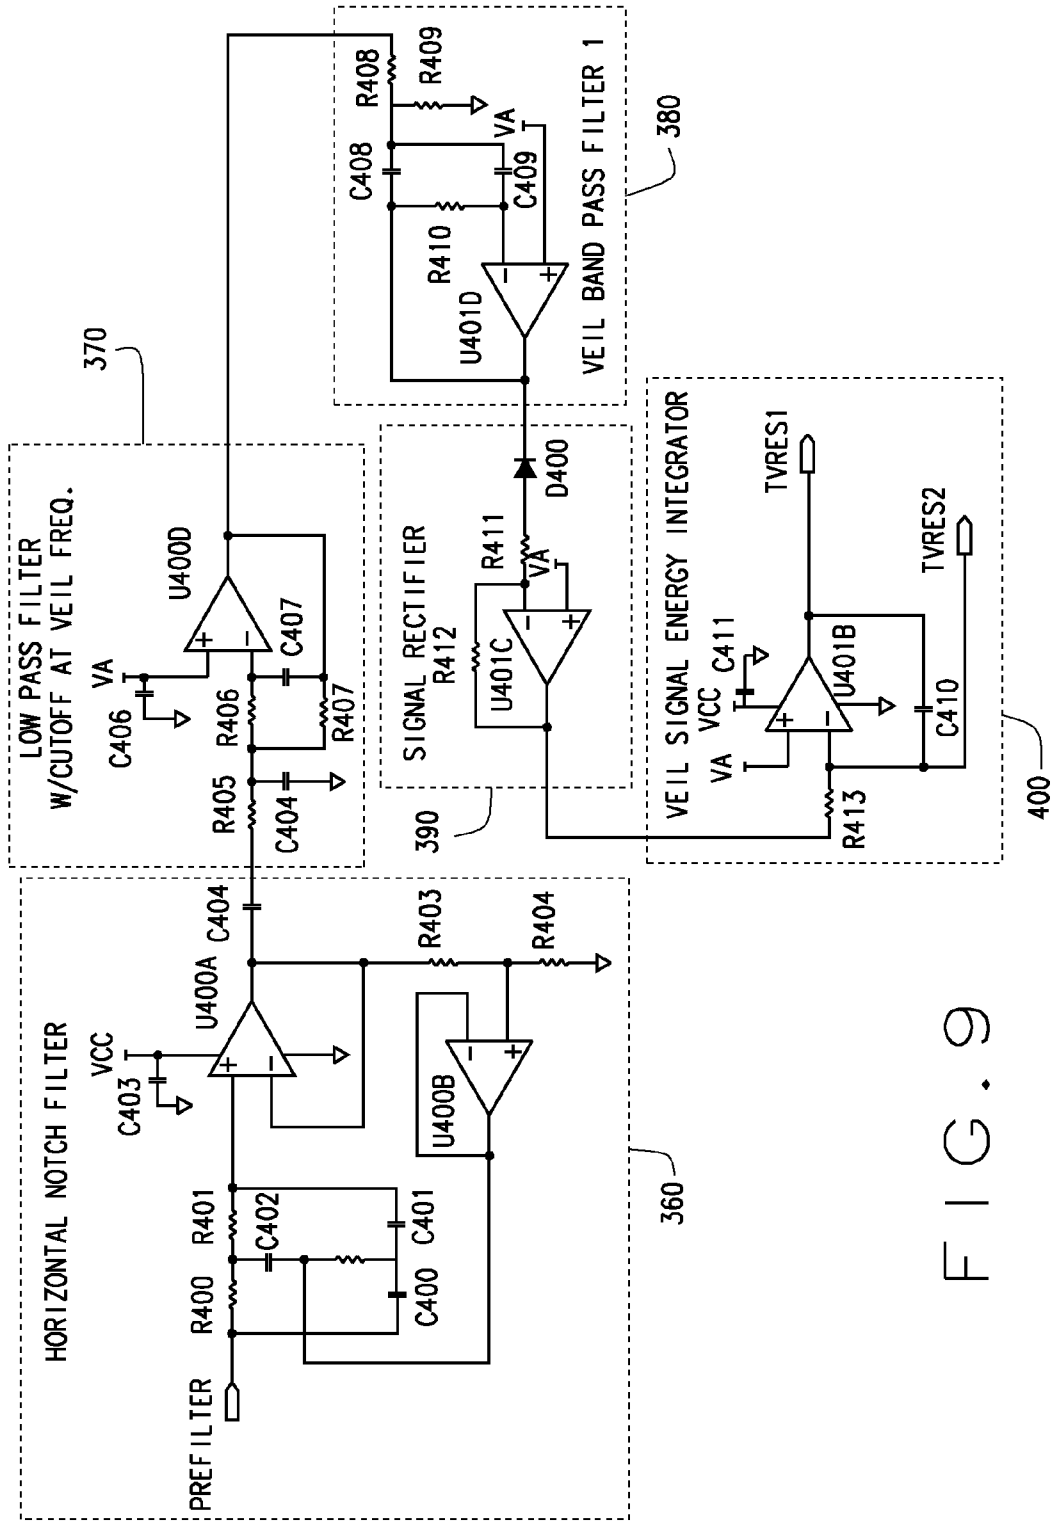 HORIZONTAL NOTCH FILTER
PREFILTER
R400
R401
C402
C400
C401
C403
VCC
U400A
U400B
R403
R404
C404
360
LOW PASS FILTER
W/CUTOFF AT VEIL FREQ.
370
R405
C404
R406
R407
C406
VA
C407
U400D
R408
R409
C408
C409
R410
VA
U401D
VEIL BAND PASS FILTER 1
380
SIGNAL RECTIFIER
390
R412
U401C
R411
VA
D400
VEIL SIGNAL ENERGY INTEGRATOR
400
R413
VA
VCC
C411
U401B
C410
TVRES1
TVRES2
FIG. 9